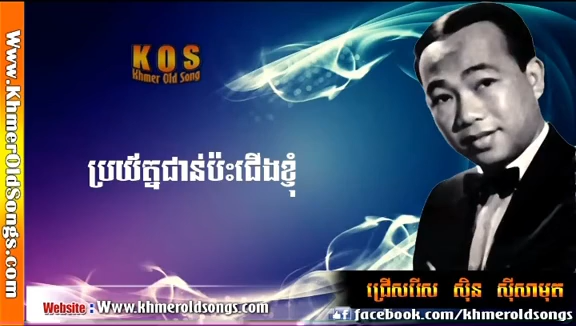 Www.KhmerOldSongs.com
KOS
Khmer Old Song
ប្រយ័ត្នជាន់ប៉ះជើងខ្ញុំ
ជ្រើសរើស ស៊ិន ស៊ីសាមុត
Website : Www.khmeroldsongs.com
facebook.com/khmeroldsongs